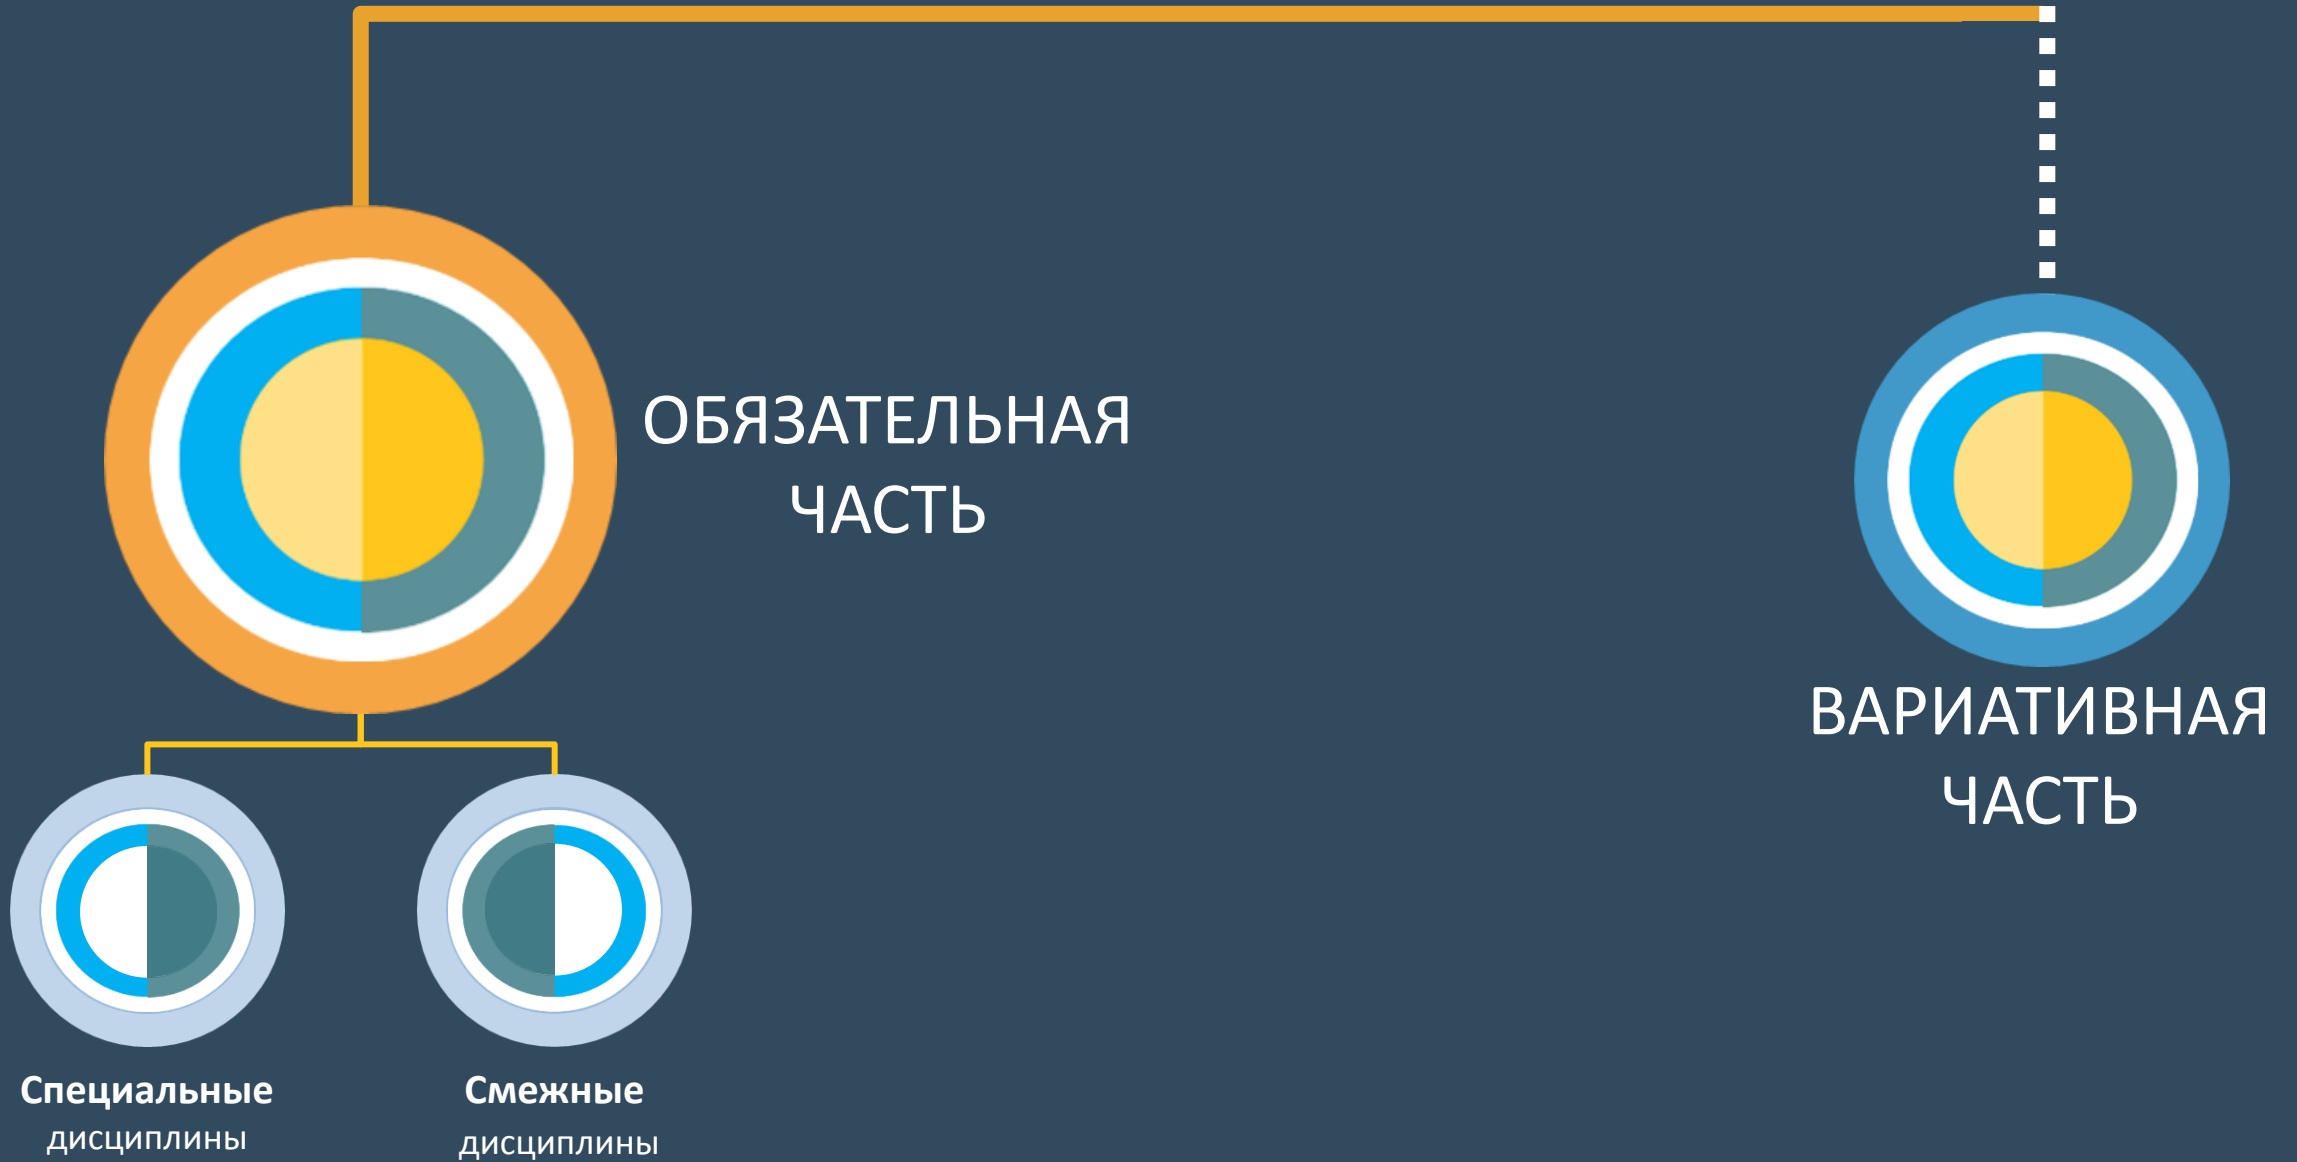 ОБЯЗАТЕЛЬНАЯ
ЧАСТЬ
ВАРИАТИВНАЯ
ЧАСТЬ
Специальные
дисциплины
Смежные
дисциплины